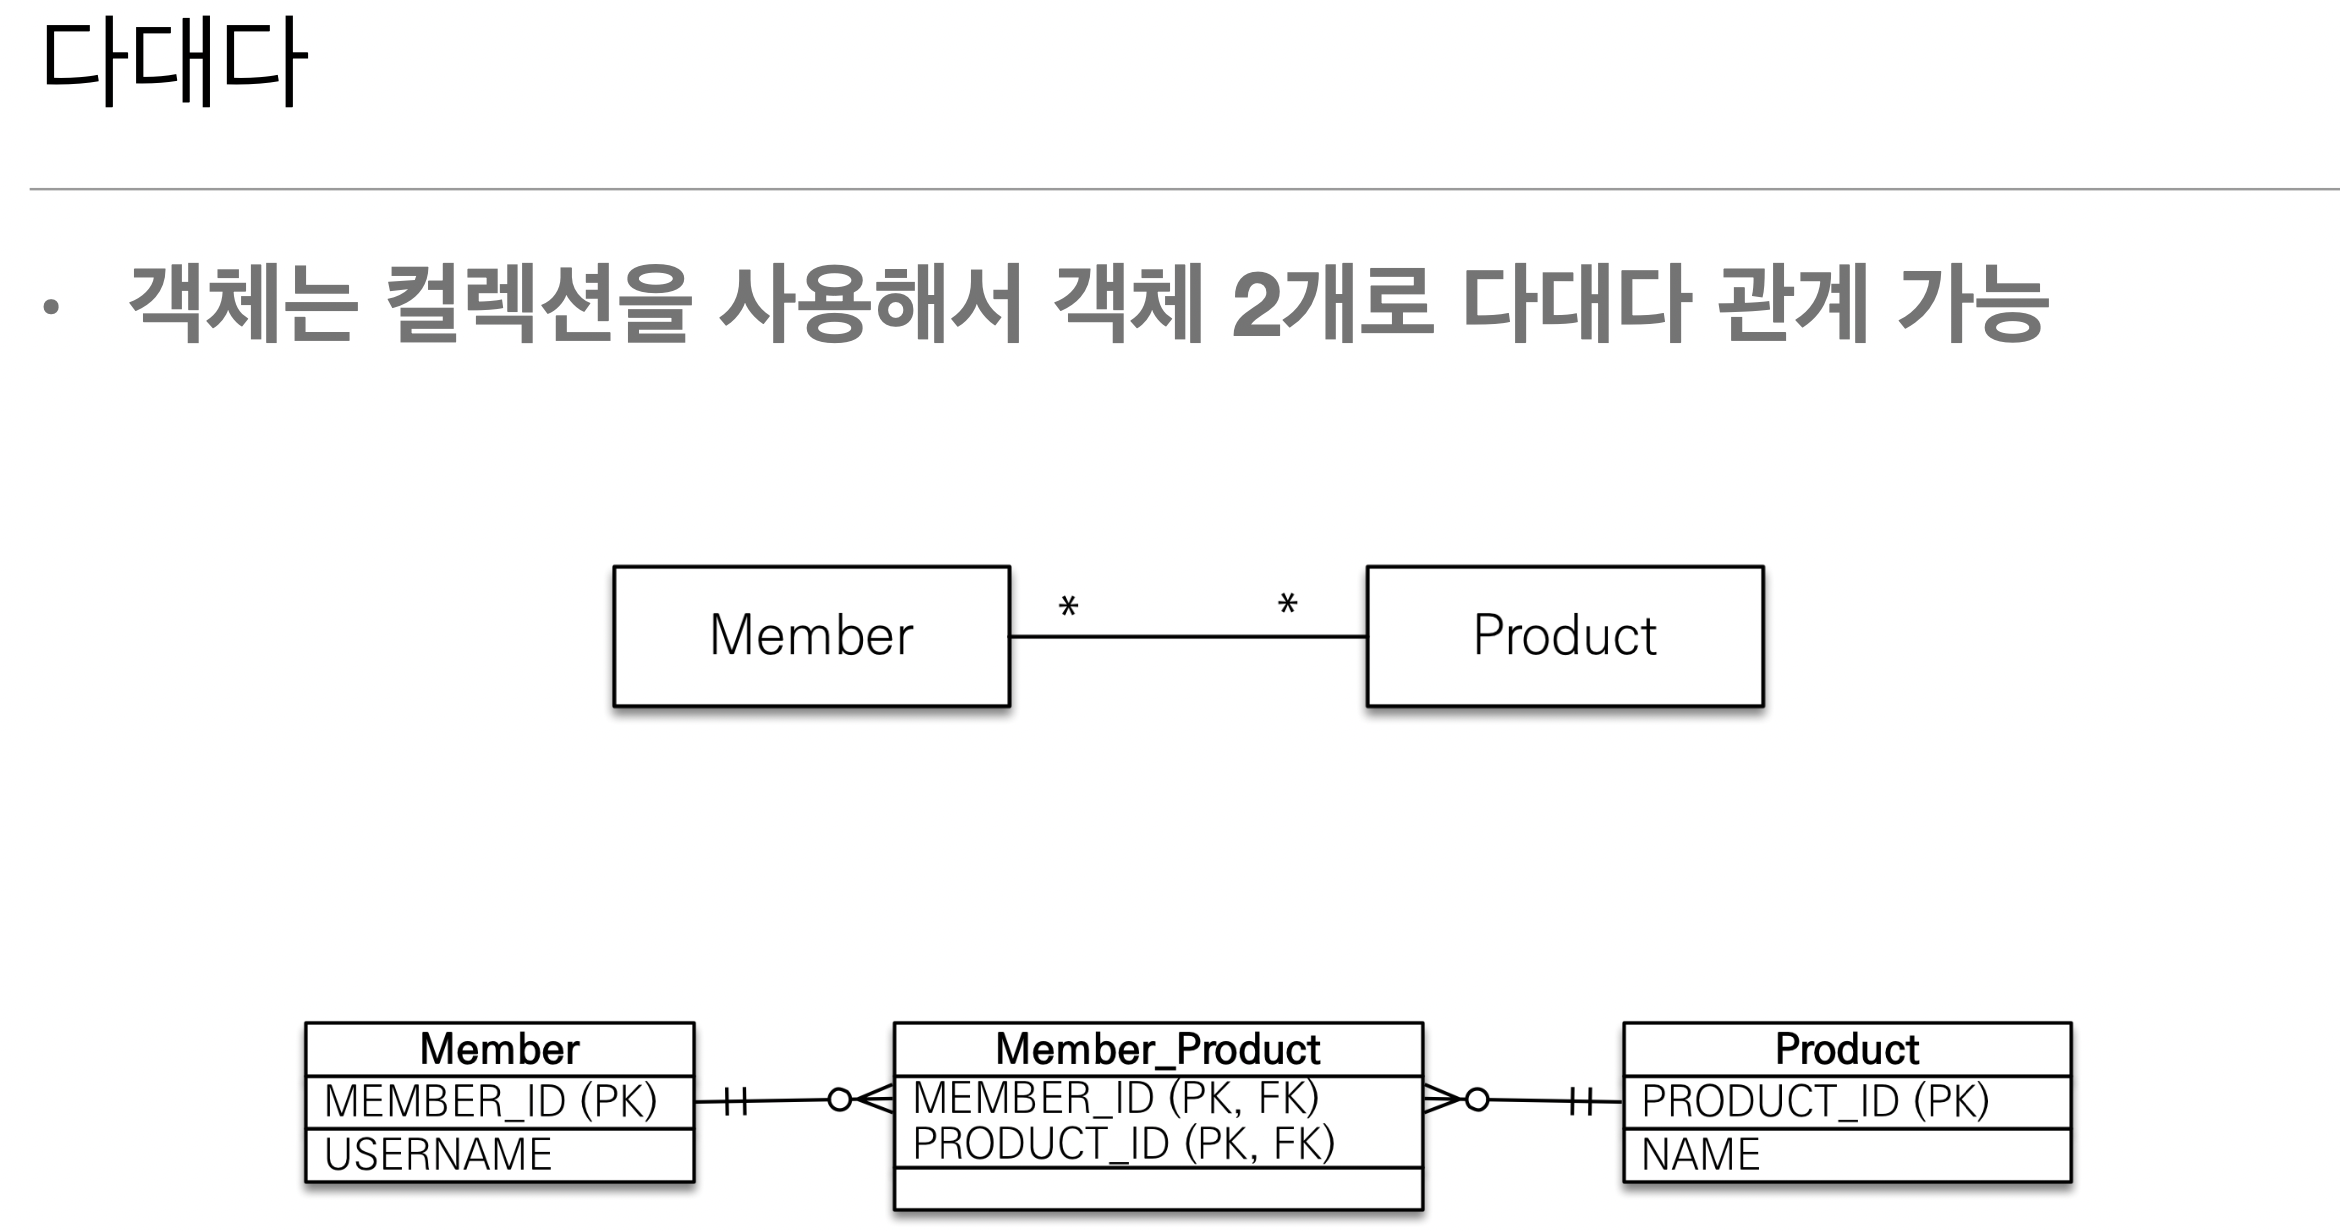 다대다
• 객체는 컬렉션을 사용해서 객체 2개로 다대다 관계 가능
Member
*
*
Product
Member
MEMBER_ID (PK)
USERNAME
Member_Product
MEMBER_ID (PK, FK)
PRODUCT_ID (PK, FK)
Product
PRODUCT_ID (PK)
NAME